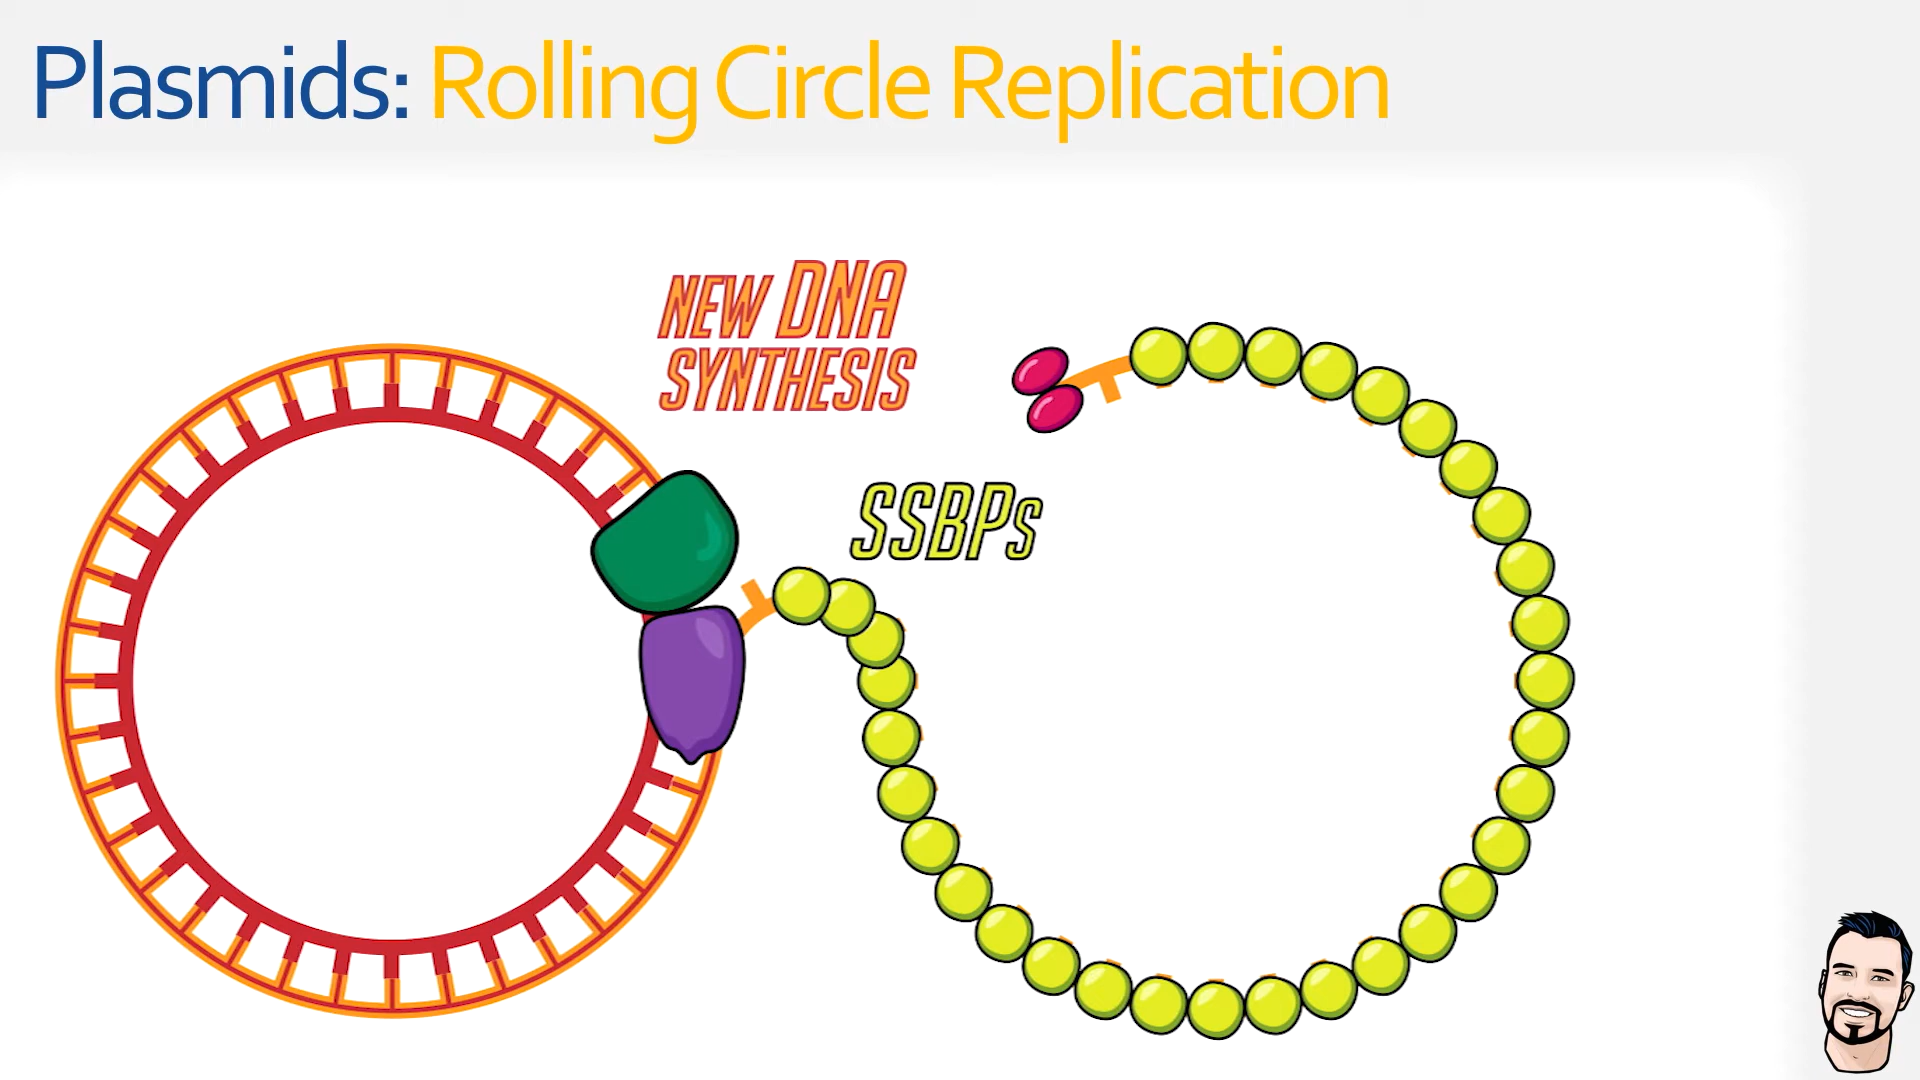 Plasmids: Rolling Circle Replication
NEW DNA
SYNTHESIS
SSBPs